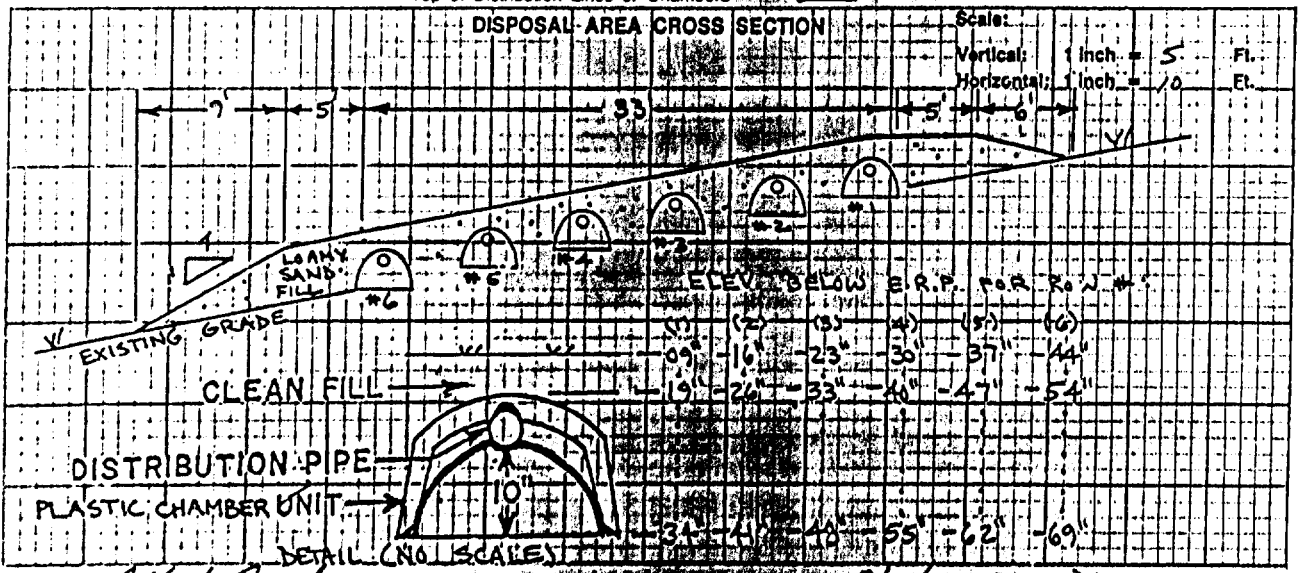 DISPOSAL AREA CROSS SECTION
Scale:
Vertical: 1 inch = 5 Ft.
Horizontal: 1 inch = 10 Ft.
5' 33 5' 6'
LOAMY
SAND
FILL
EXISTING GRADE
#6 #5 #4 #3 #2 #1
ELEV. BELOW E.R.P. FOR ROW #:
(1) (2) (3) (4) (5) (6)
-09" -16" -23" -30" -37" -44"
CLEAN FILL -19" -26" -33" -40" -47" -54"
DISTRIBUTION PIPE
PLASTIC CHAMBER UNIT
10"
-34" -41" -48" -55" -62" -69"
DETAIL (NO SCALE)